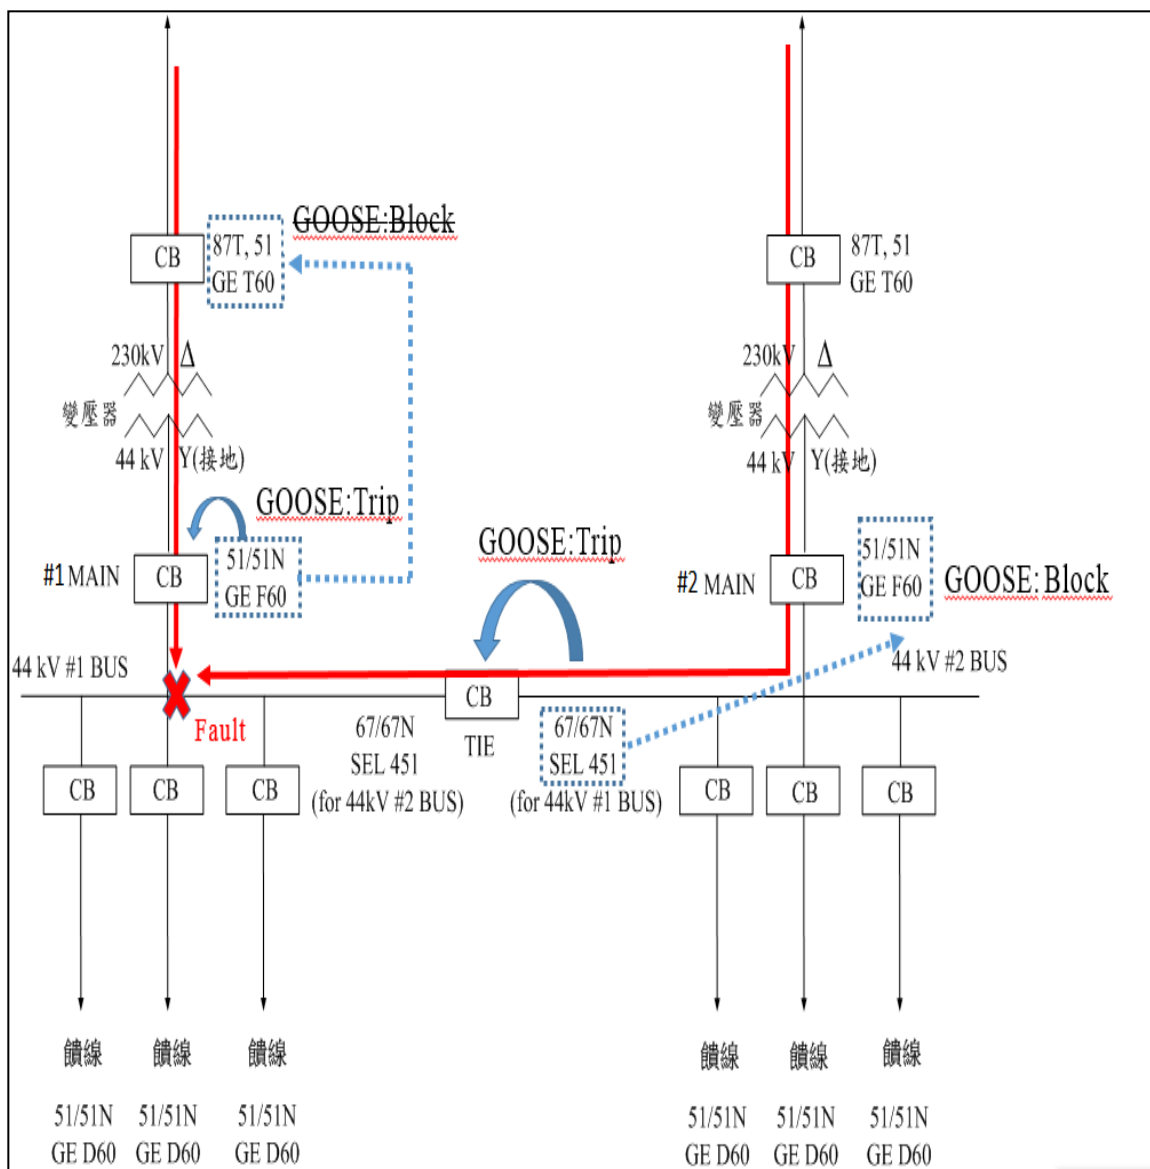 GOOSE:Block
CB
87T, 51
GE T60
CB
87T, 51
GE T60
230kV
Δ
變壓器
44 kV
Y(接地)
230kV
Δ
變壓器
44 kV
Y(接地)
GOOSE:Trip
#1 MAIN
CB
51/51N
GE F60
GOOSE:Trip
#2 MAIN
CB
51/51N
GE F60
GOOSE: Block
44 kV #1 BUS
Fault
CB
TIE
67/67N
SEL 451
(for 44kV #2 BUS)
67/67N
SEL 451
(for 44kV #1 BUS)
44 kV #2 BUS
CB
CB
CB
CB
CB
CB
饋線
饋線
饋線
饋線
饋線
饋線
51/51N
GE D60
51/51N
GE D60
51/51N
GE D60
51/51N
GE D60
51/51N
GE D60
51/51N
GE D60